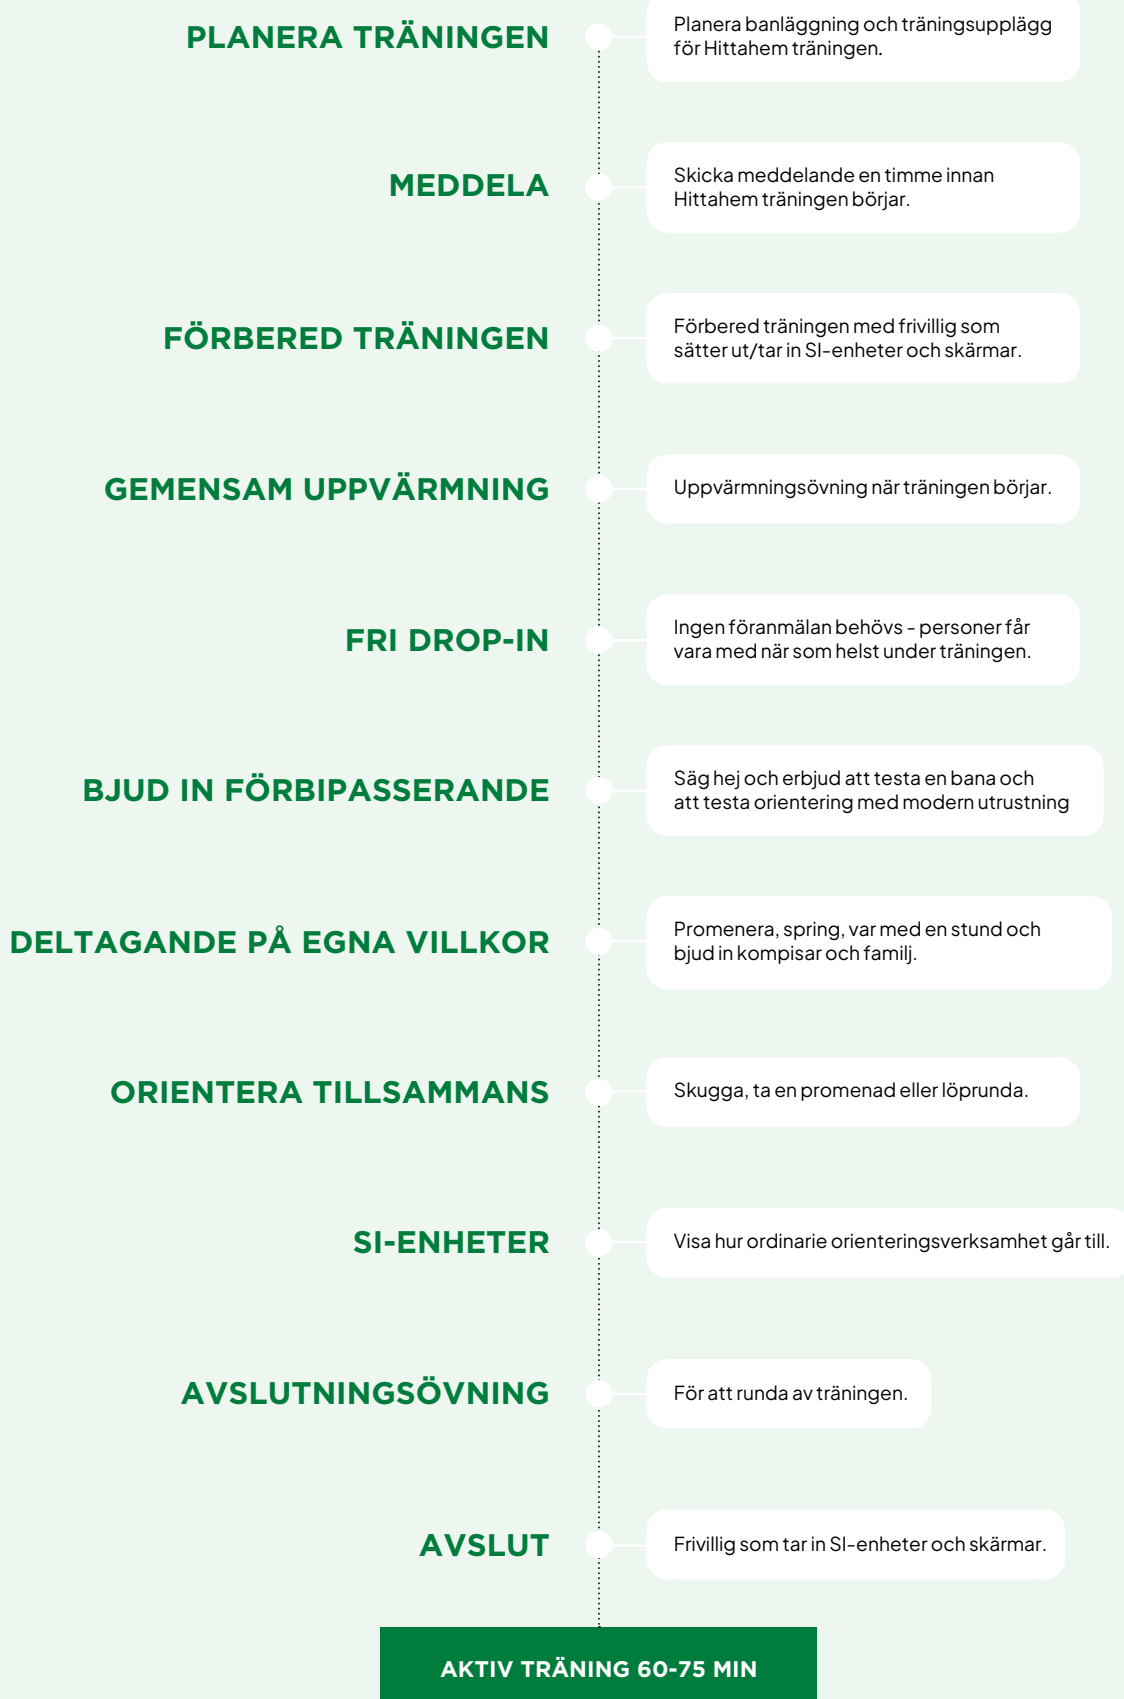 PLANERA TRÄNINGEN
Planera banläggning och träningsupplägg
för Hittahem träningen.
MEDDELA
Skicka meddelande en timme innan
Hittahem träningen börjar.
FÖRBERED TRÄNINGEN
Förbered träningen med frivillig som
sätter ut/tar in SI-enheter och skärmar.
GEMENSAM UPPVÄRMNING
Uppvärmningsövning när träningen börjar.
FRI DROP-IN
Ingen föranmälan behövs - personer får
vara med när som helst under träningen.
BJUD IN FÖRBIPASSERANDE
Säg hej och erbjud att testa en bana och
att testa orientering med modern utrustning
DELTAGANDE PÅ EGNA VILLKOR
Promenera, spring, var med en stund och
bjud in kompisar och familj.
ORIENTERA TILLSAMMANS
Skugga, ta en promenad eller löprunda.
SI-ENHETER
Visa hur ordinarie orienteringsverksamhet går till.
AVSLUTNINGSÖVNING
För att runda av träningen.
AVSLUT
Frivillig som tar in SI-enheter och skärmar.
AKTIV TRÄNING 60-75 MIN